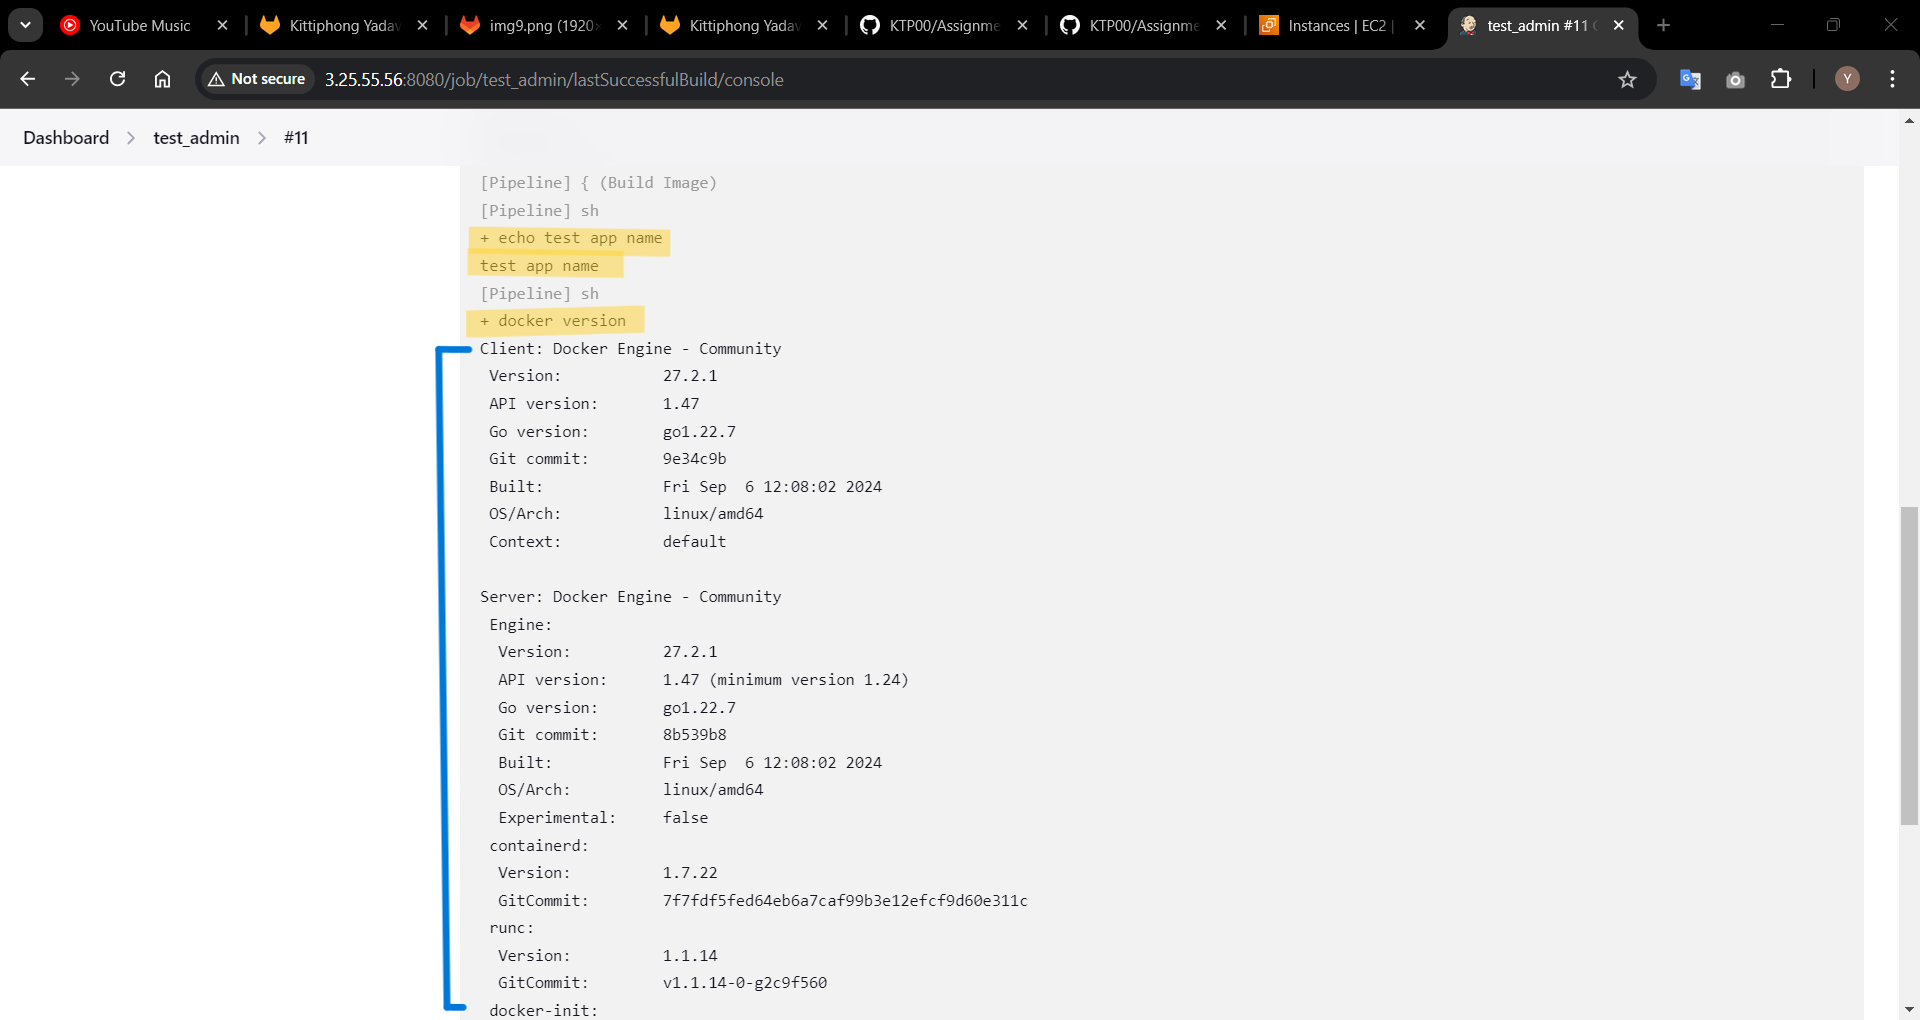 YouTube Music
Kittiphong Yadav
img9.png (1920×
Kittiphong Yadav
KTP00/Assignme
KTP00/Assignme
Instances | EC2 |
test_admin #11
Not secure
3.25.55.56:8080/job/test_admin/lastSuccessfulBuild/console
Y
Dashboard > test_admin > #11
[Pipeline] { (Build Image)
[Pipeline] sh
+ echo test app name
test app name
[Pipeline] sh
+ docker version
Client: Docker Engine - Community
Version: 27.2.1
API version: 1.47
Go version: go1.22.7
Git commit: 9e34c9b
Built: Fri Sep  6 12:08:02 2024
OS/Arch: linux/amd64
Context: default
Server: Docker Engine - Community
Engine:
Version: 27.2.1
API version: 1.47 (minimum version 1.24)
Go version: go1.22.7
Git commit: 8b539b8
Built: Fri Sep  6 12:08:02 2024
OS/Arch: linux/amd64
Experimental: false
containerd:
Version: 1.7.22
GitCommit: 7f7fdf5fed64eb6a7caf99b3e12efcf9d60e311c
runc:
Version: 1.1.14
GitCommit: v1.1.14-0-g2c9f560
docker-init: